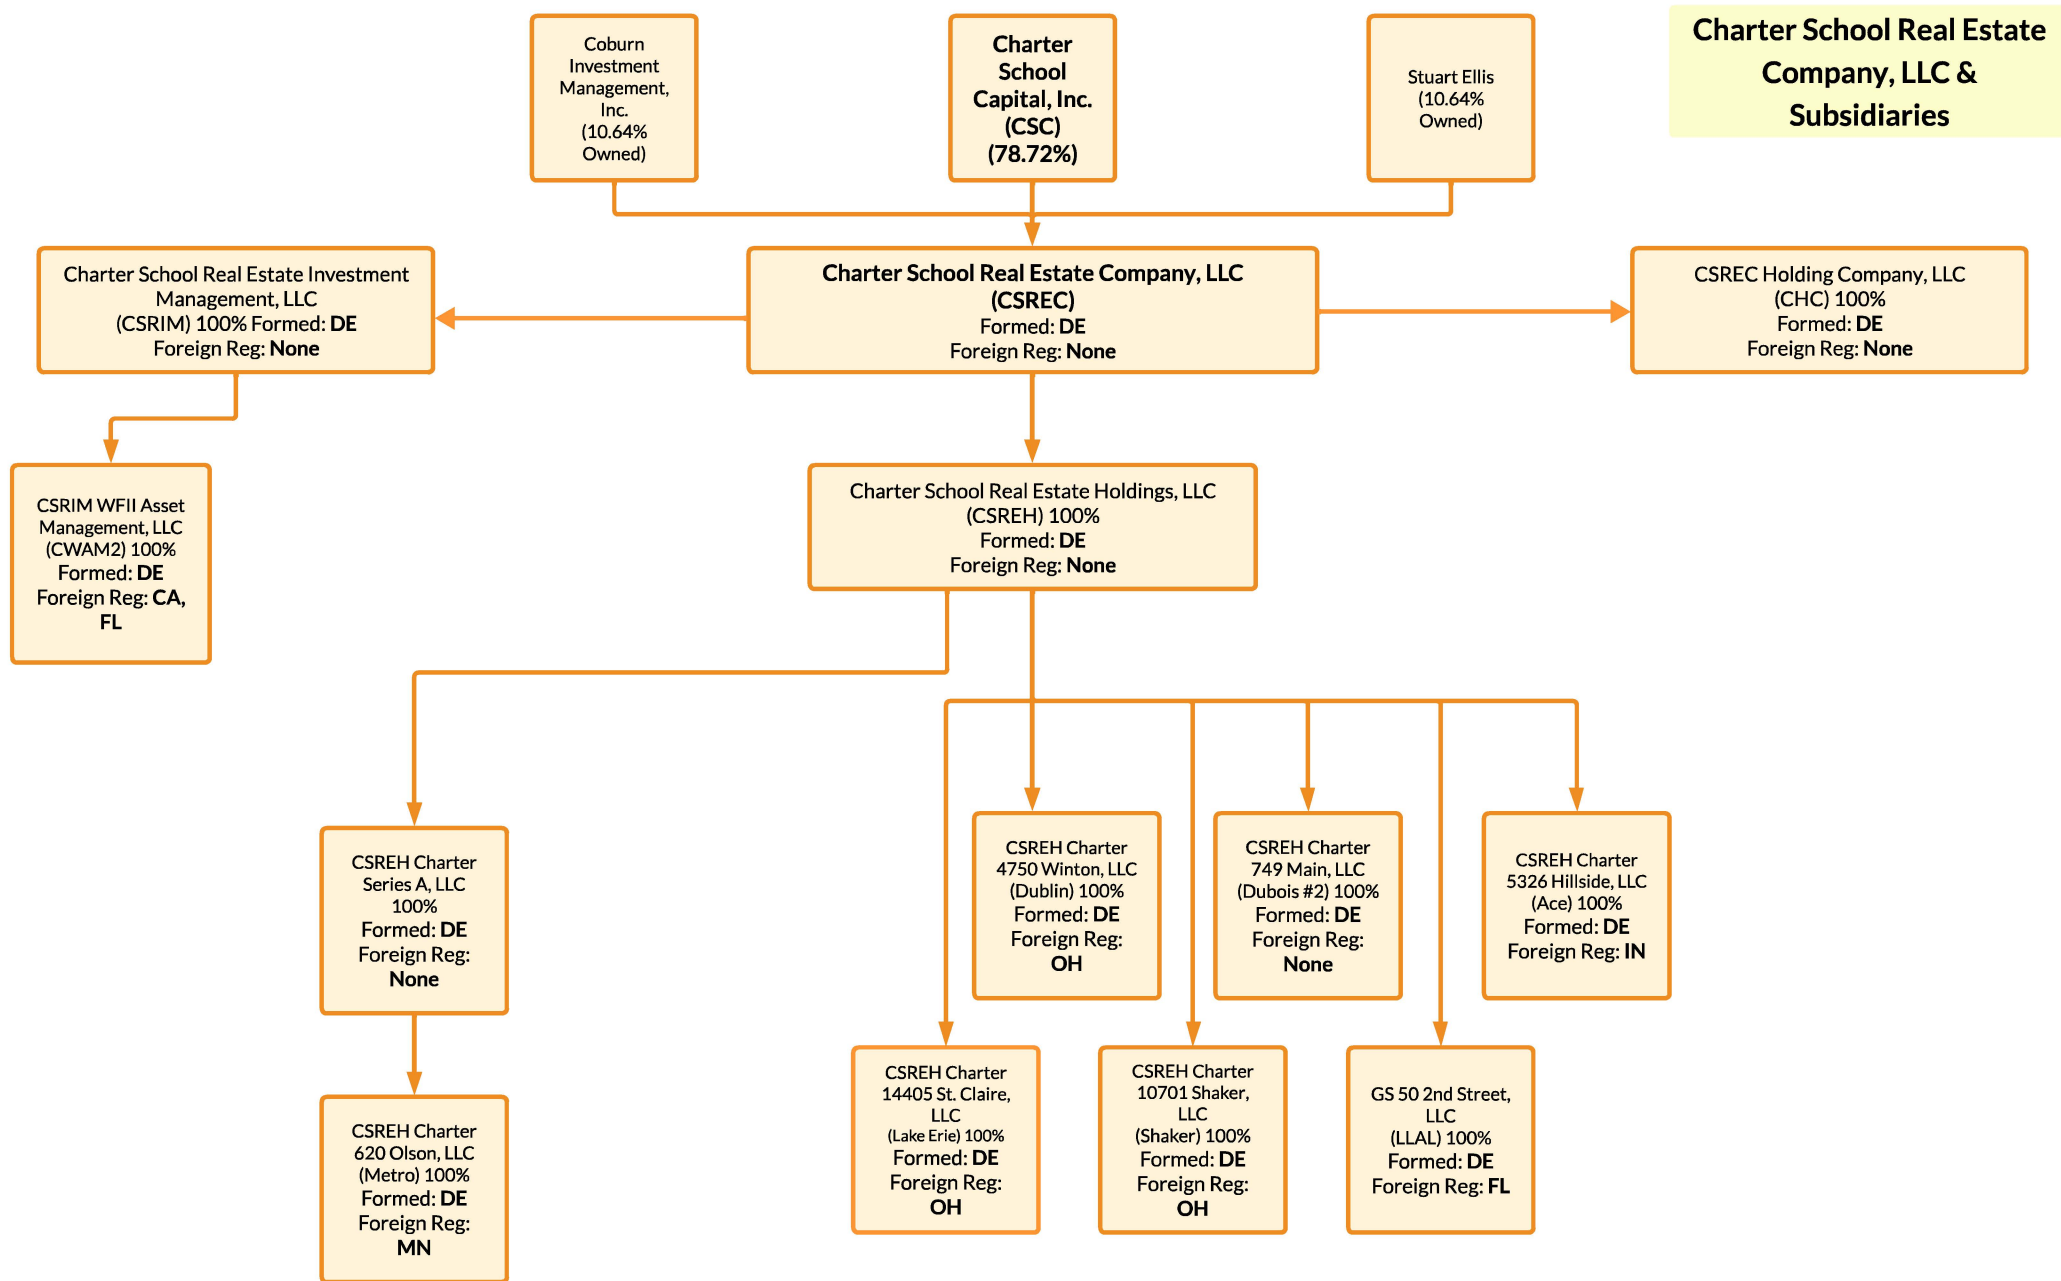 Charter School Real Estate
Company, LLC &
Subsidiaries
Coburn
Investment
Management,
Inc.
(10.64%
Owned)
Charter
School
Capital, Inc.
(CSC)
(78.72%)
Stuart Ellis
(10.64%
Owned)
Charter School Real Estate Investment
Management, LLC
(CSRIM) 100% Formed: DE
Foreign Reg: None
Charter School Real Estate Company, LLC
(CSREC)
Formed: DE
Foreign Reg: None
CSREC Holding Company, LLC
(CHC) 100%
Formed: DE
Foreign Reg: None
CSRIM WFII Asset
Management, LLC
(CWAM2) 100%
Formed: DE
Foreign Reg: CA,
FL
Charter School Real Estate Holdings, LLC
(CSREH) 100%
Formed: DE
Foreign Reg: None
CSREH Charter
Series A, LLC
100%
Formed: DE
Foreign Reg:
None
CSREH Charter
4750 Winton, LLC
(Dublin) 100%
Formed: DE
Foreign Reg:
OH
CSREH Charter
749 Main, LLC
(Dubois #2) 100%
Formed: DE
Foreign Reg:
None
CSREH Charter
5326 Hillside, LLC
(Ace) 100%
Formed: DE
Foreign Reg: IN
CSREH Charter
620 Olson, LLC
(Metro) 100%
Formed: DE
Foreign Reg:
MN
CSREH Charter
14405 St. Claire,
LLC
(Lake Erie) 100%
Formed: DE
Foreign Reg:
OH
CSREH Charter
10701 Shaker,
LLC
(Shaker) 100%
Formed: DE
Foreign Reg:
OH
GS 50 2nd Street,
LLC
(LLAL) 100%
Formed: DE
Foreign Reg: FL